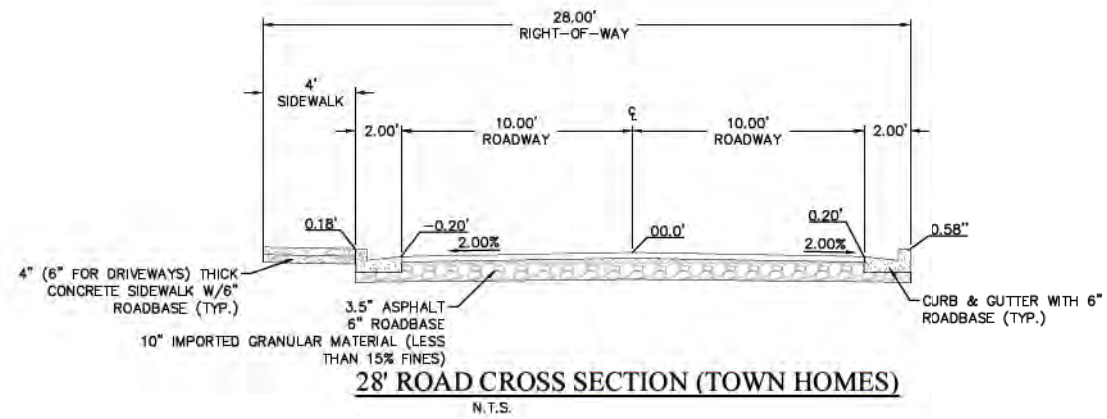 28.00'
RIGHT-OF-WAY
4'
SIDEWALK
2.00'
10.00'
ROADWAY
℄
10.00'
ROADWAY
2.00'
0.18'
-0.20'
2.00%
00.0'
2.00%
0.20'
0.58"
4" (6" FOR DRIVEWAYS) THICK
CONCRETE SIDEWALK W/6"
ROADBASE (TYP.)
3.5" ASPHALT
6" ROADBASE
10" IMPORTED GRANULAR MATERIAL (LESS
THAN 15% FINES)
CURB & GUTTER WITH 6"
ROADBASE (TYP.)
28' ROAD CROSS SECTION (TOWN HOMES)
N.T.S.